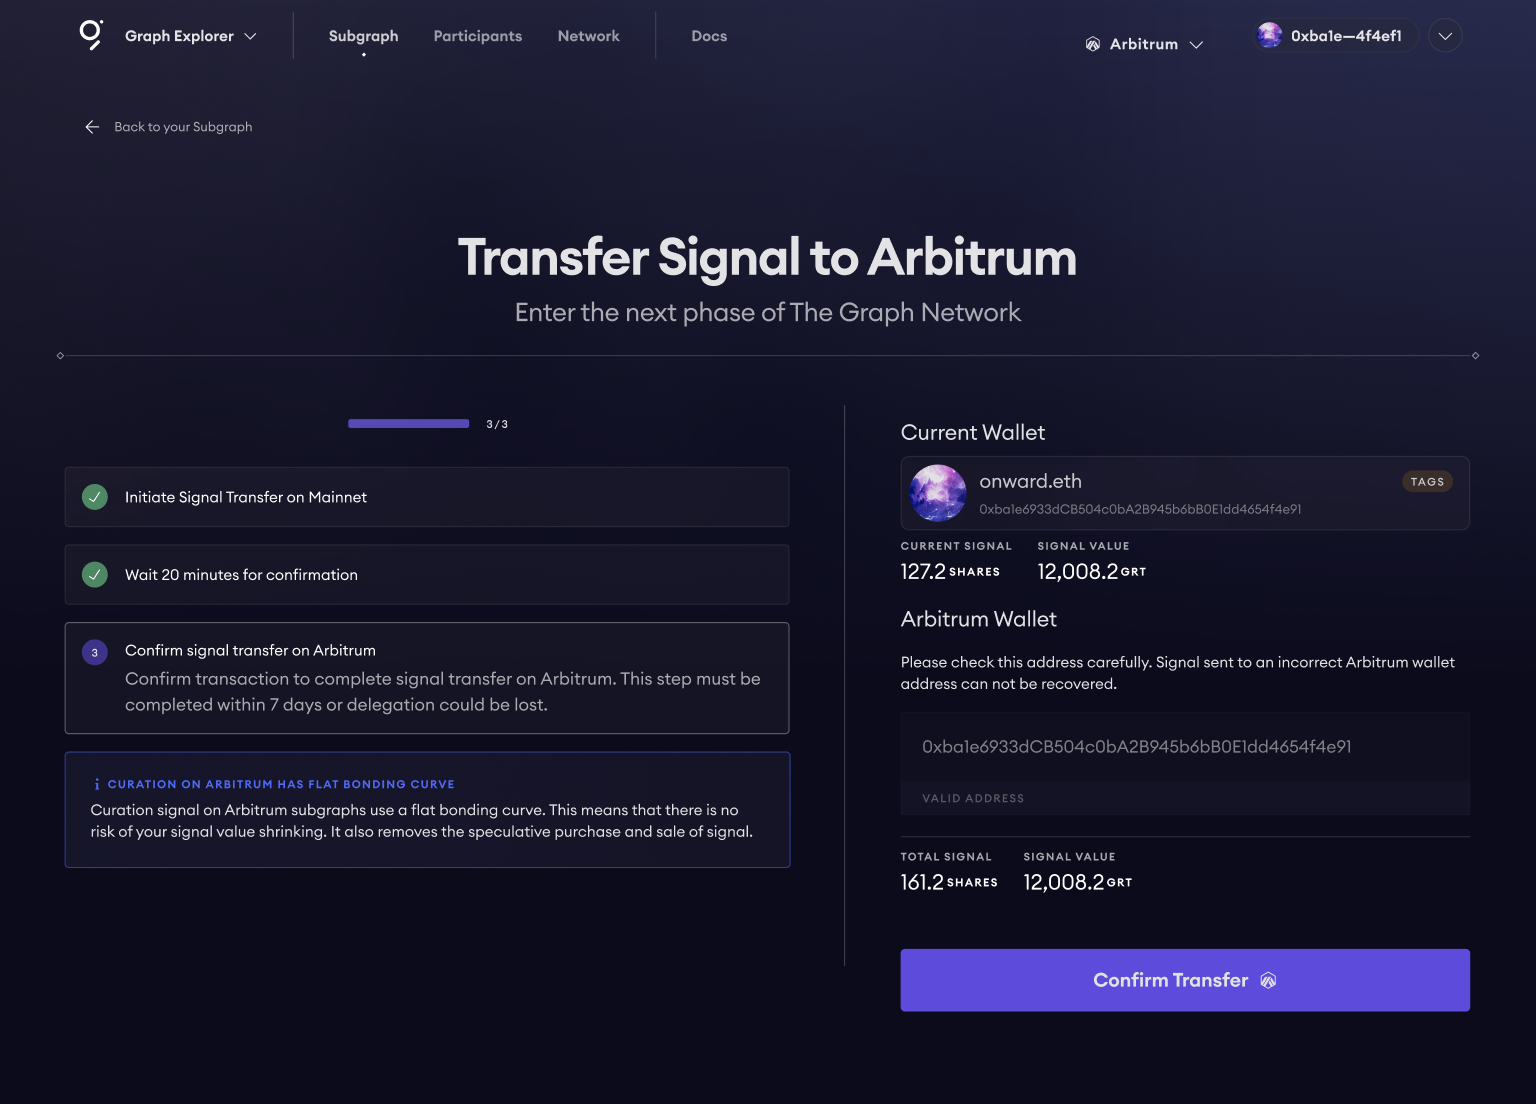 Graph Explorer
Subgraph
Participants
Network
Docs
Arbitrum
0xba1e—4f4ef1
Back to your Subgraph
Transfer Signal to Arbitrum
Enter the next phase of The Graph Network
3/3
Initiate Signal Transfer on Mainnet
Wait 20 minutes for confirmation
3
Confirm signal transfer on Arbitrum
Confirm transaction to complete signal transfer on Arbitrum. This step must be
completed within 7 days or delegation could be lost.
CURATION ON ARBITRUM HAS FLAT BONDING CURVE
Curation signal on Arbitrum subgraphs use a flat bonding curve. This means that there is no
risk of your signal value shrinking. It also removes the speculative purchase and sale of signal.
Current Wallet
onward.eth
TAGS
0xba1e6933dCB504c0bA2B945b6bB0E1dd4654f4e91
CURRENT SIGNAL
SIGNAL VALUE
127.2 SHARES
12,008.2 GRT
Arbitrum Wallet
Please check this address carefully. Signal sent to an incorrect Arbitrum wallet
address can not be recovered.
0xba1e6933dCB504c0bA2B945b6bB0E1dd4654f4e91
VALID ADDRESS
TOTAL SIGNAL
SIGNAL VALUE
161.2 SHARES
12,008.2 GRT
Confirm Transfer